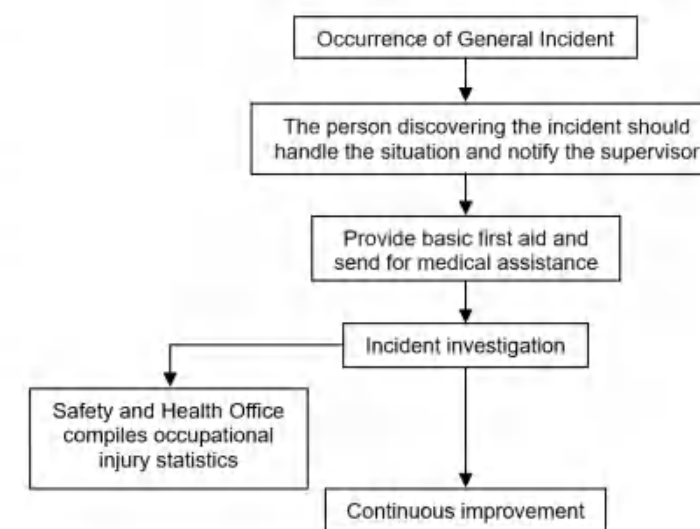 Occurrence of General Incident
The person discovering the incident should
handle the situation and notify the supervisor
Provide basic first aid and
send for medical assistance
Incident investigation
Safety and Health Office
compiles occupational
injury statistics
Continuous improvement